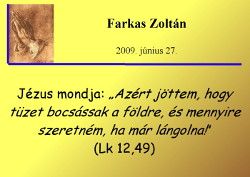 Farkas Zoltán
2009. június 27.
Jézus mondja: „Azért jöttem, hogy
tüzet bocsássak a földre, és mennyire
szeretném, ha már lángolna!”
(Lk 12,49)